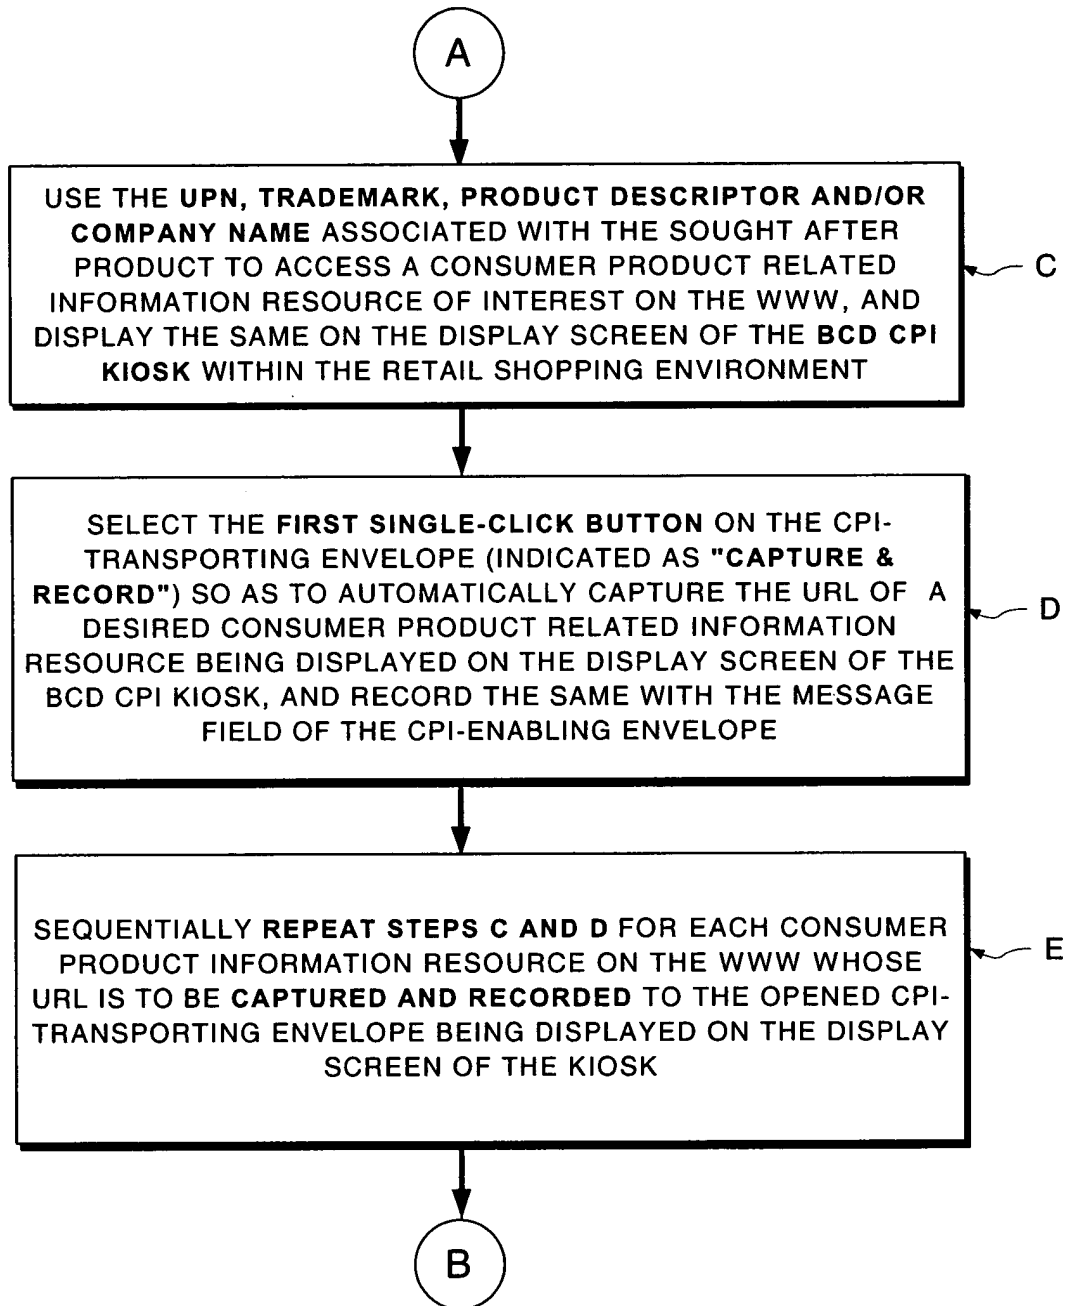 A
USE THE UPN, TRADEMARK, PRODUCT DESCRIPTOR AND/OR
COMPANY NAME ASSOCIATED WITH THE SOUGHT AFTER
PRODUCT TO ACCESS A CONSUMER PRODUCT RELATED
INFORMATION RESOURCE OF INTEREST ON THE WWW, AND
DISPLAY THE SAME ON THE DISPLAY SCREEN OF THE BCD CPI
KIOSK WITHIN THE RETAIL SHOPPING ENVIRONMENT
C
SELECT THE FIRST SINGLE-CLICK BUTTON ON THE CPI-
TRANSPORTING ENVELOPE (INDICATED AS "CAPTURE &
RECORD") SO AS TO AUTOMATICALLY CAPTURE THE URL OF A
DESIRED CONSUMER PRODUCT RELATED INFORMATION
RESOURCE BEING DISPLAYED ON THE DISPLAY SCREEN OF THE
BCD CPI KIOSK, AND RECORD THE SAME WITH THE MESSAGE
FIELD OF THE CPI-ENABLING ENVELOPE
D
SEQUENTIALLY REPEAT STEPS C AND D FOR EACH CONSUMER
PRODUCT INFORMATION RESOURCE ON THE WWW WHOSE
URL IS TO BE CAPTURED AND RECORDED TO THE OPENED CPI-
TRANSPORTING ENVELOPE BEING DISPLAYED ON THE DISPLAY
SCREEN OF THE KIOSK
E
B